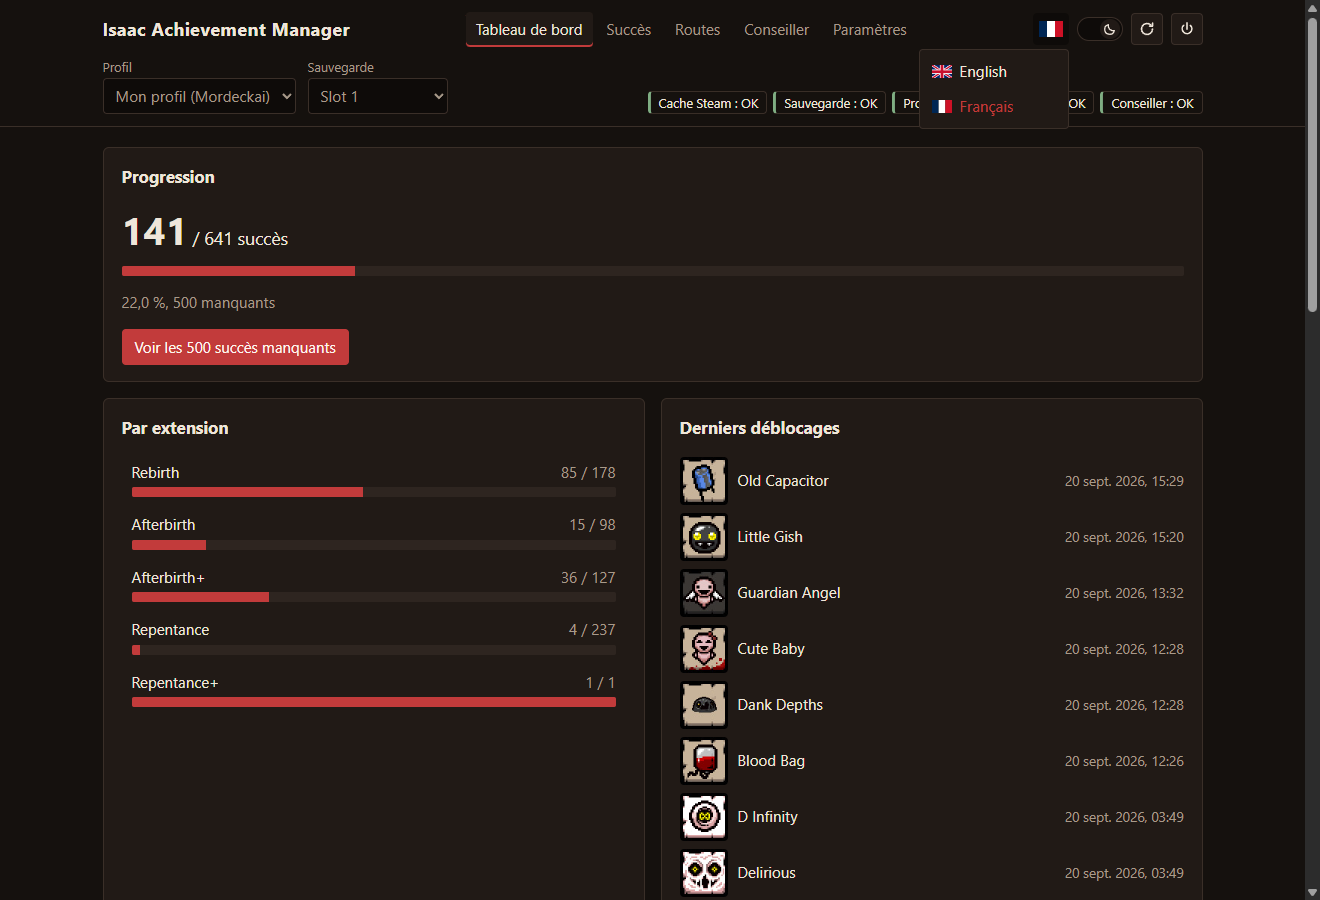 Isaac Achievement Manager
Tableau de bord
Succès
Routes
Conseiller
Paramètres
Profil
Sauvegarde
Mon profil (Mordeckai)
Slot 1
English
Français
Cache Steam : OK
Sauvegarde : OK
OK
Conseiller : OK
Progression
141 / 641 succès
22,0 %, 500 manquants
Voir les 500 succès manquants
Par extension
Rebirth
85 / 178
Afterbirth
15 / 98
Afterbirth+
36 / 127
Repentance
4 / 237
Repentance+
1 / 1
Derniers déblocages
Old Capacitor
20 sept. 2026, 15:29
Little Gish
20 sept. 2026, 15:20
Guardian Angel
20 sept. 2026, 13:32
Cute Baby
20 sept. 2026, 12:28
Dank Depths
20 sept. 2026, 12:28
Blood Bag
20 sept. 2026, 12:26
D Infinity
20 sept. 2026, 03:49
Delirious
20 sept. 2026, 03:49